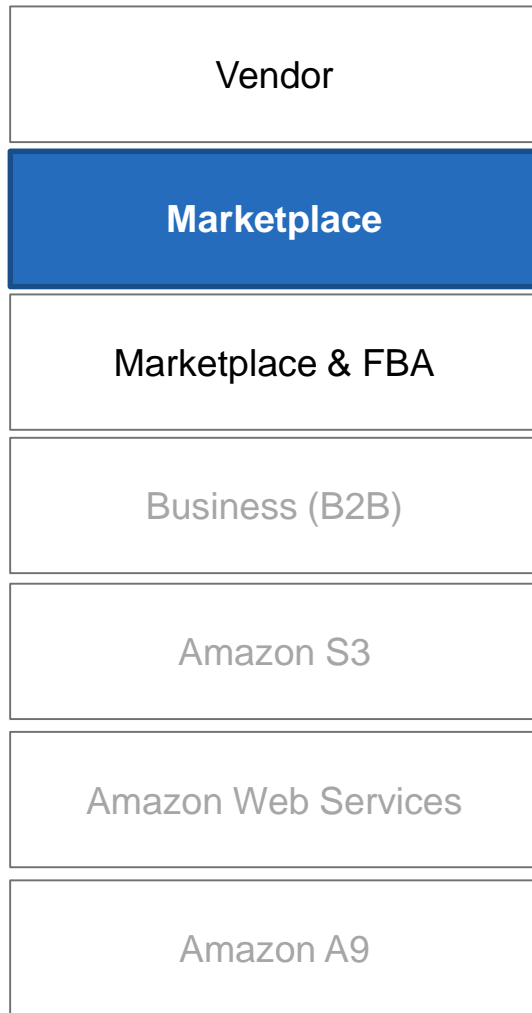 Vendor
Marketplace
Marketplace & FBA
Business (B2B)
Amazon S3
Amazon Web Services
Amazon A9